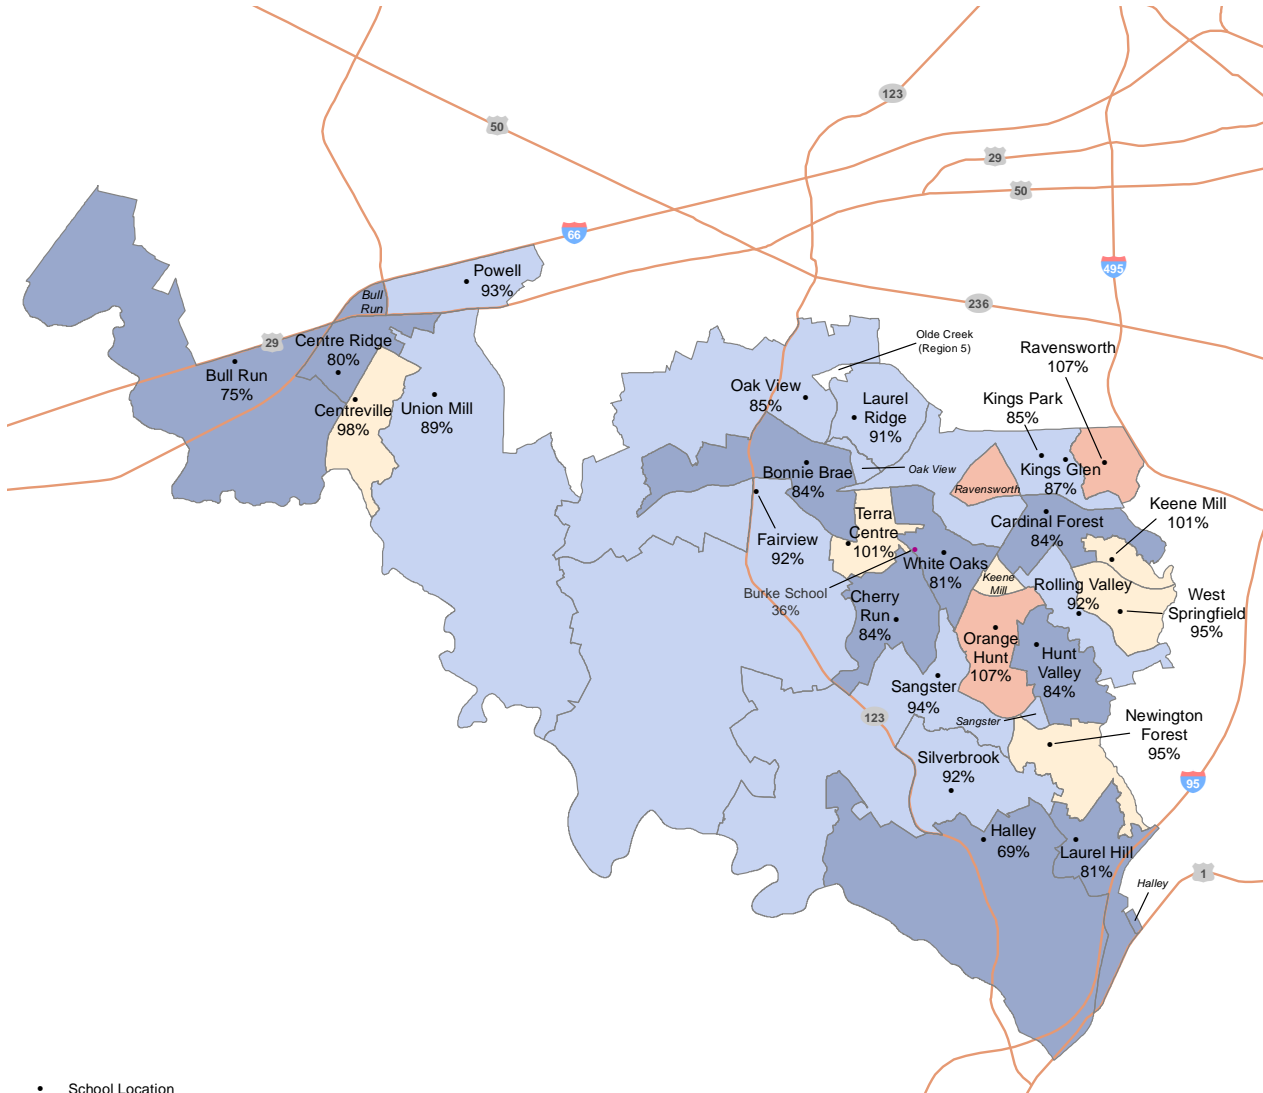 123
50
29
50
66
495
Powell
93%
Bull
Run
236
29
Centre Ridge
80%
Bull Run
75%
Centreville
98%
Union Mill
89%
Olde Creek
(Region 5)
Ravensworth
107%
Oak View
85%
Laurel
Ridge
91%
Kings Park
85%
Bonnie Brae
84%
Oak View
Kings Glen
87%
Ravensworth
Keene Mill
101%
Terra
Centre
101%
Cardinal Forest
84%
Fairview
92%
White Oaks
81%
Keene
Mill
Rolling Valley
92%
Burke School
36%
West
Springfield
95%
Cherry
Run
84%
Orange
Hunt
107%
Hunt
Valley
84%
Sangster
94%
123
Sangster
Newington
Forest
95%
Silverbrook
92%
95
Halley
69%
Laurel Hill
81%
Halley
1
School Location